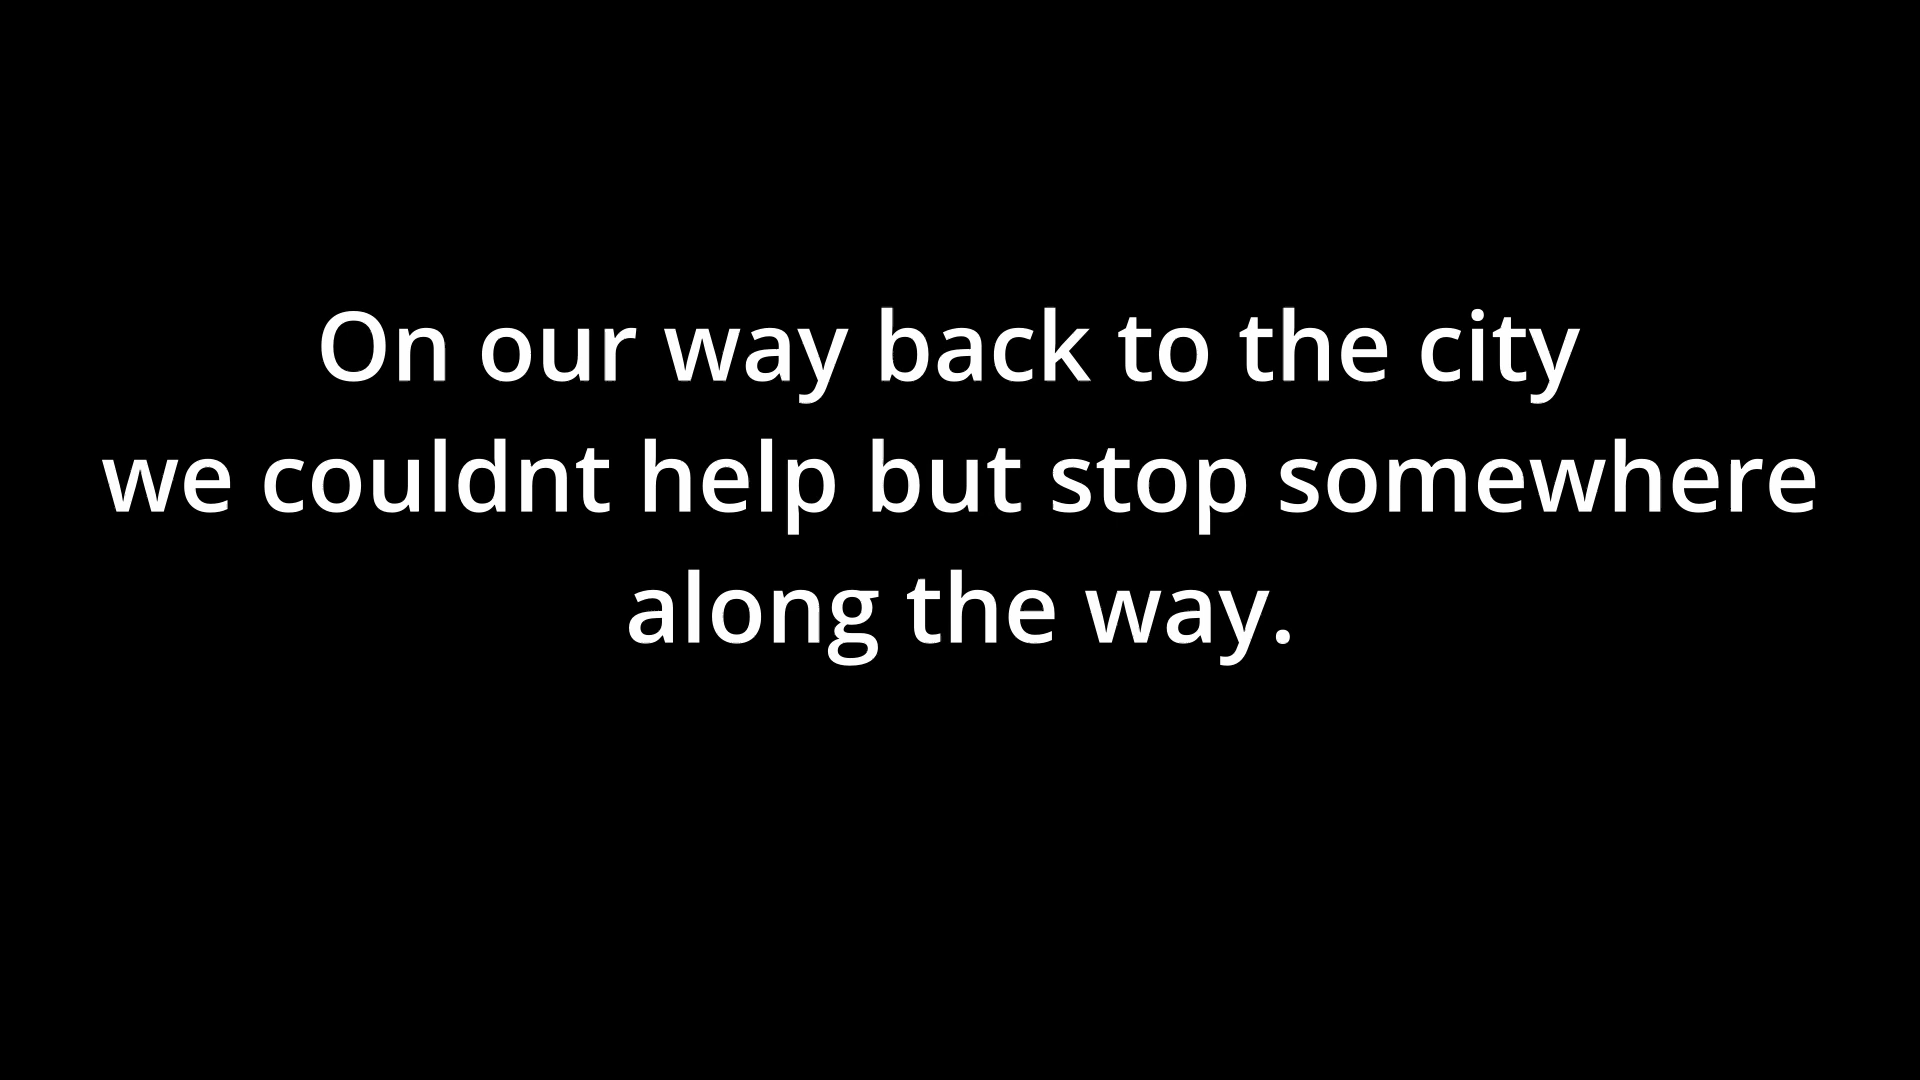 On our way back to the city
we couldnt help but stop somewhere
along the way.